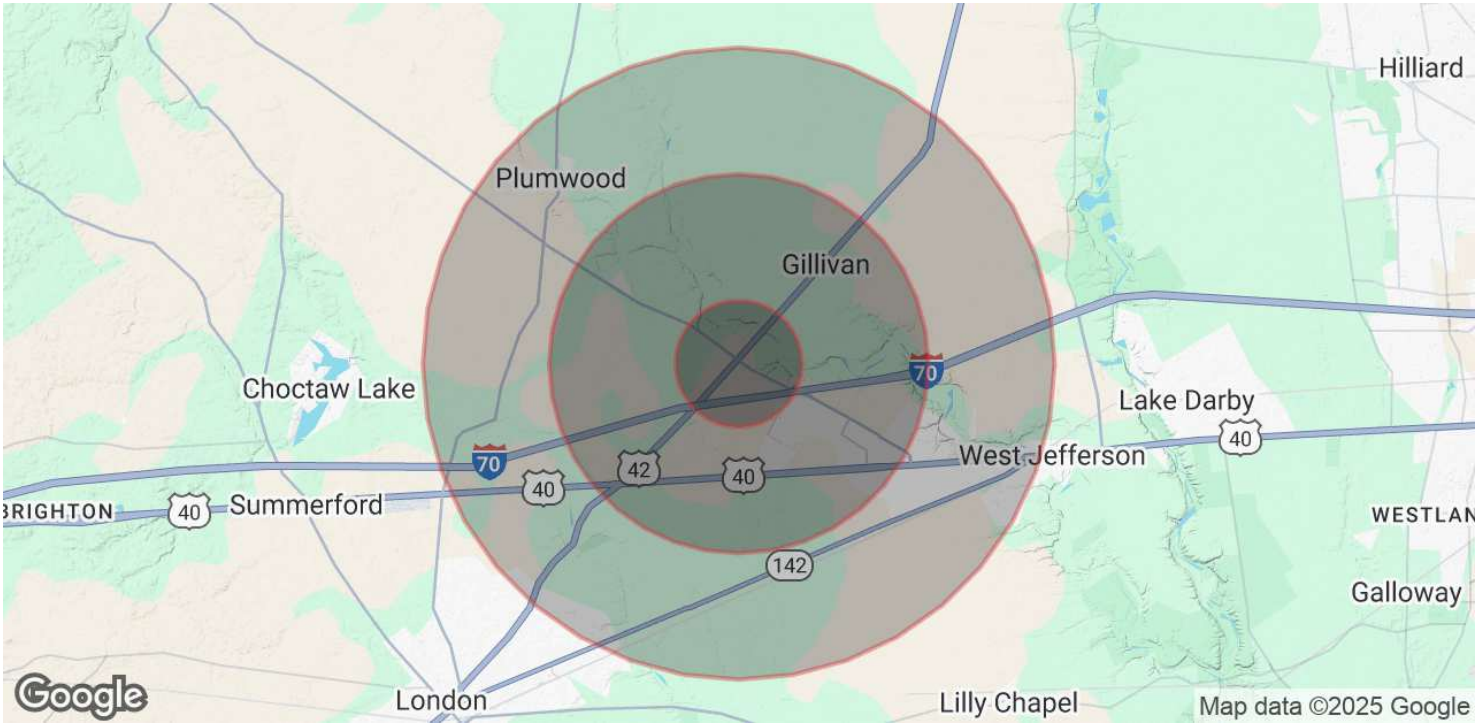 Hilliard
Plumwood
Gillivan
70
Choctaw Lake
Lake Darby
40
West Jefferson
70
42
40
40
Summerford
BRIGHTON
40
WESTLAN
142
Galloway
Google
London
Lilly Chapel
Map data ©2025 Google